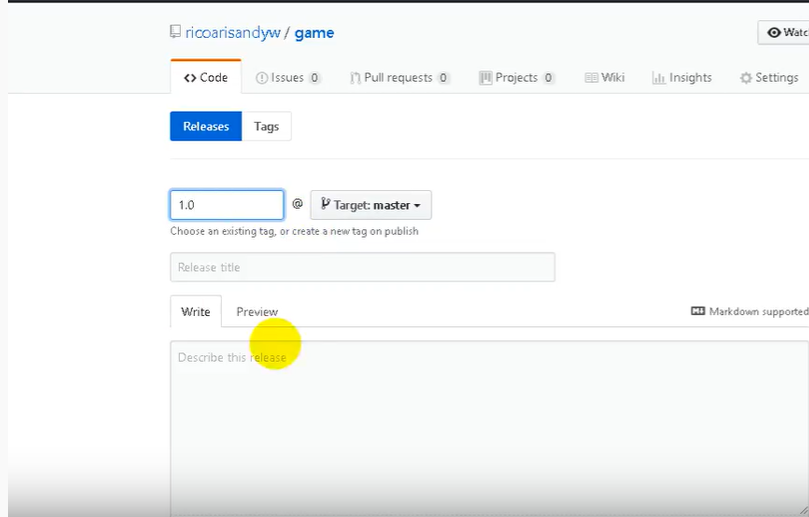 ricoarisandyw / game
Watc
Code Issues 0 Pull requests 0 Projects 0 Wiki Insights Settings
Releases Tags
1.0 @ Target: master
Choose an existing tag, or create a new tag on publish
Release title
Write Preview Markdown supported
Describe this release